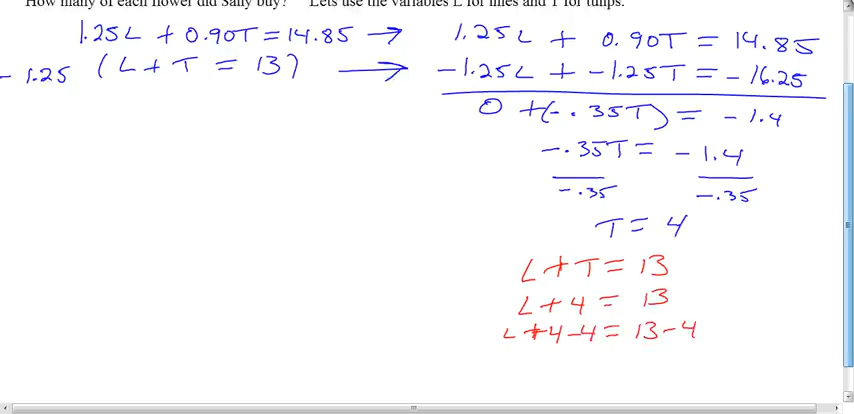 How many of each flower did Sally buy? Lets use the variables L for lilies and T for tulips.
1.25L + 0.90T = 14.85 → 1.25L + 0.90T = 14.85
- 1.25 (L + T = 13) → -1.25L + -1.25T = -16.25
0 + (-.35T) = -1.4
-.35T = -1.4
-.35 -.35
T = 4
L + T = 13
L + 4 = 13
L + 4 - 4 = 13 - 4